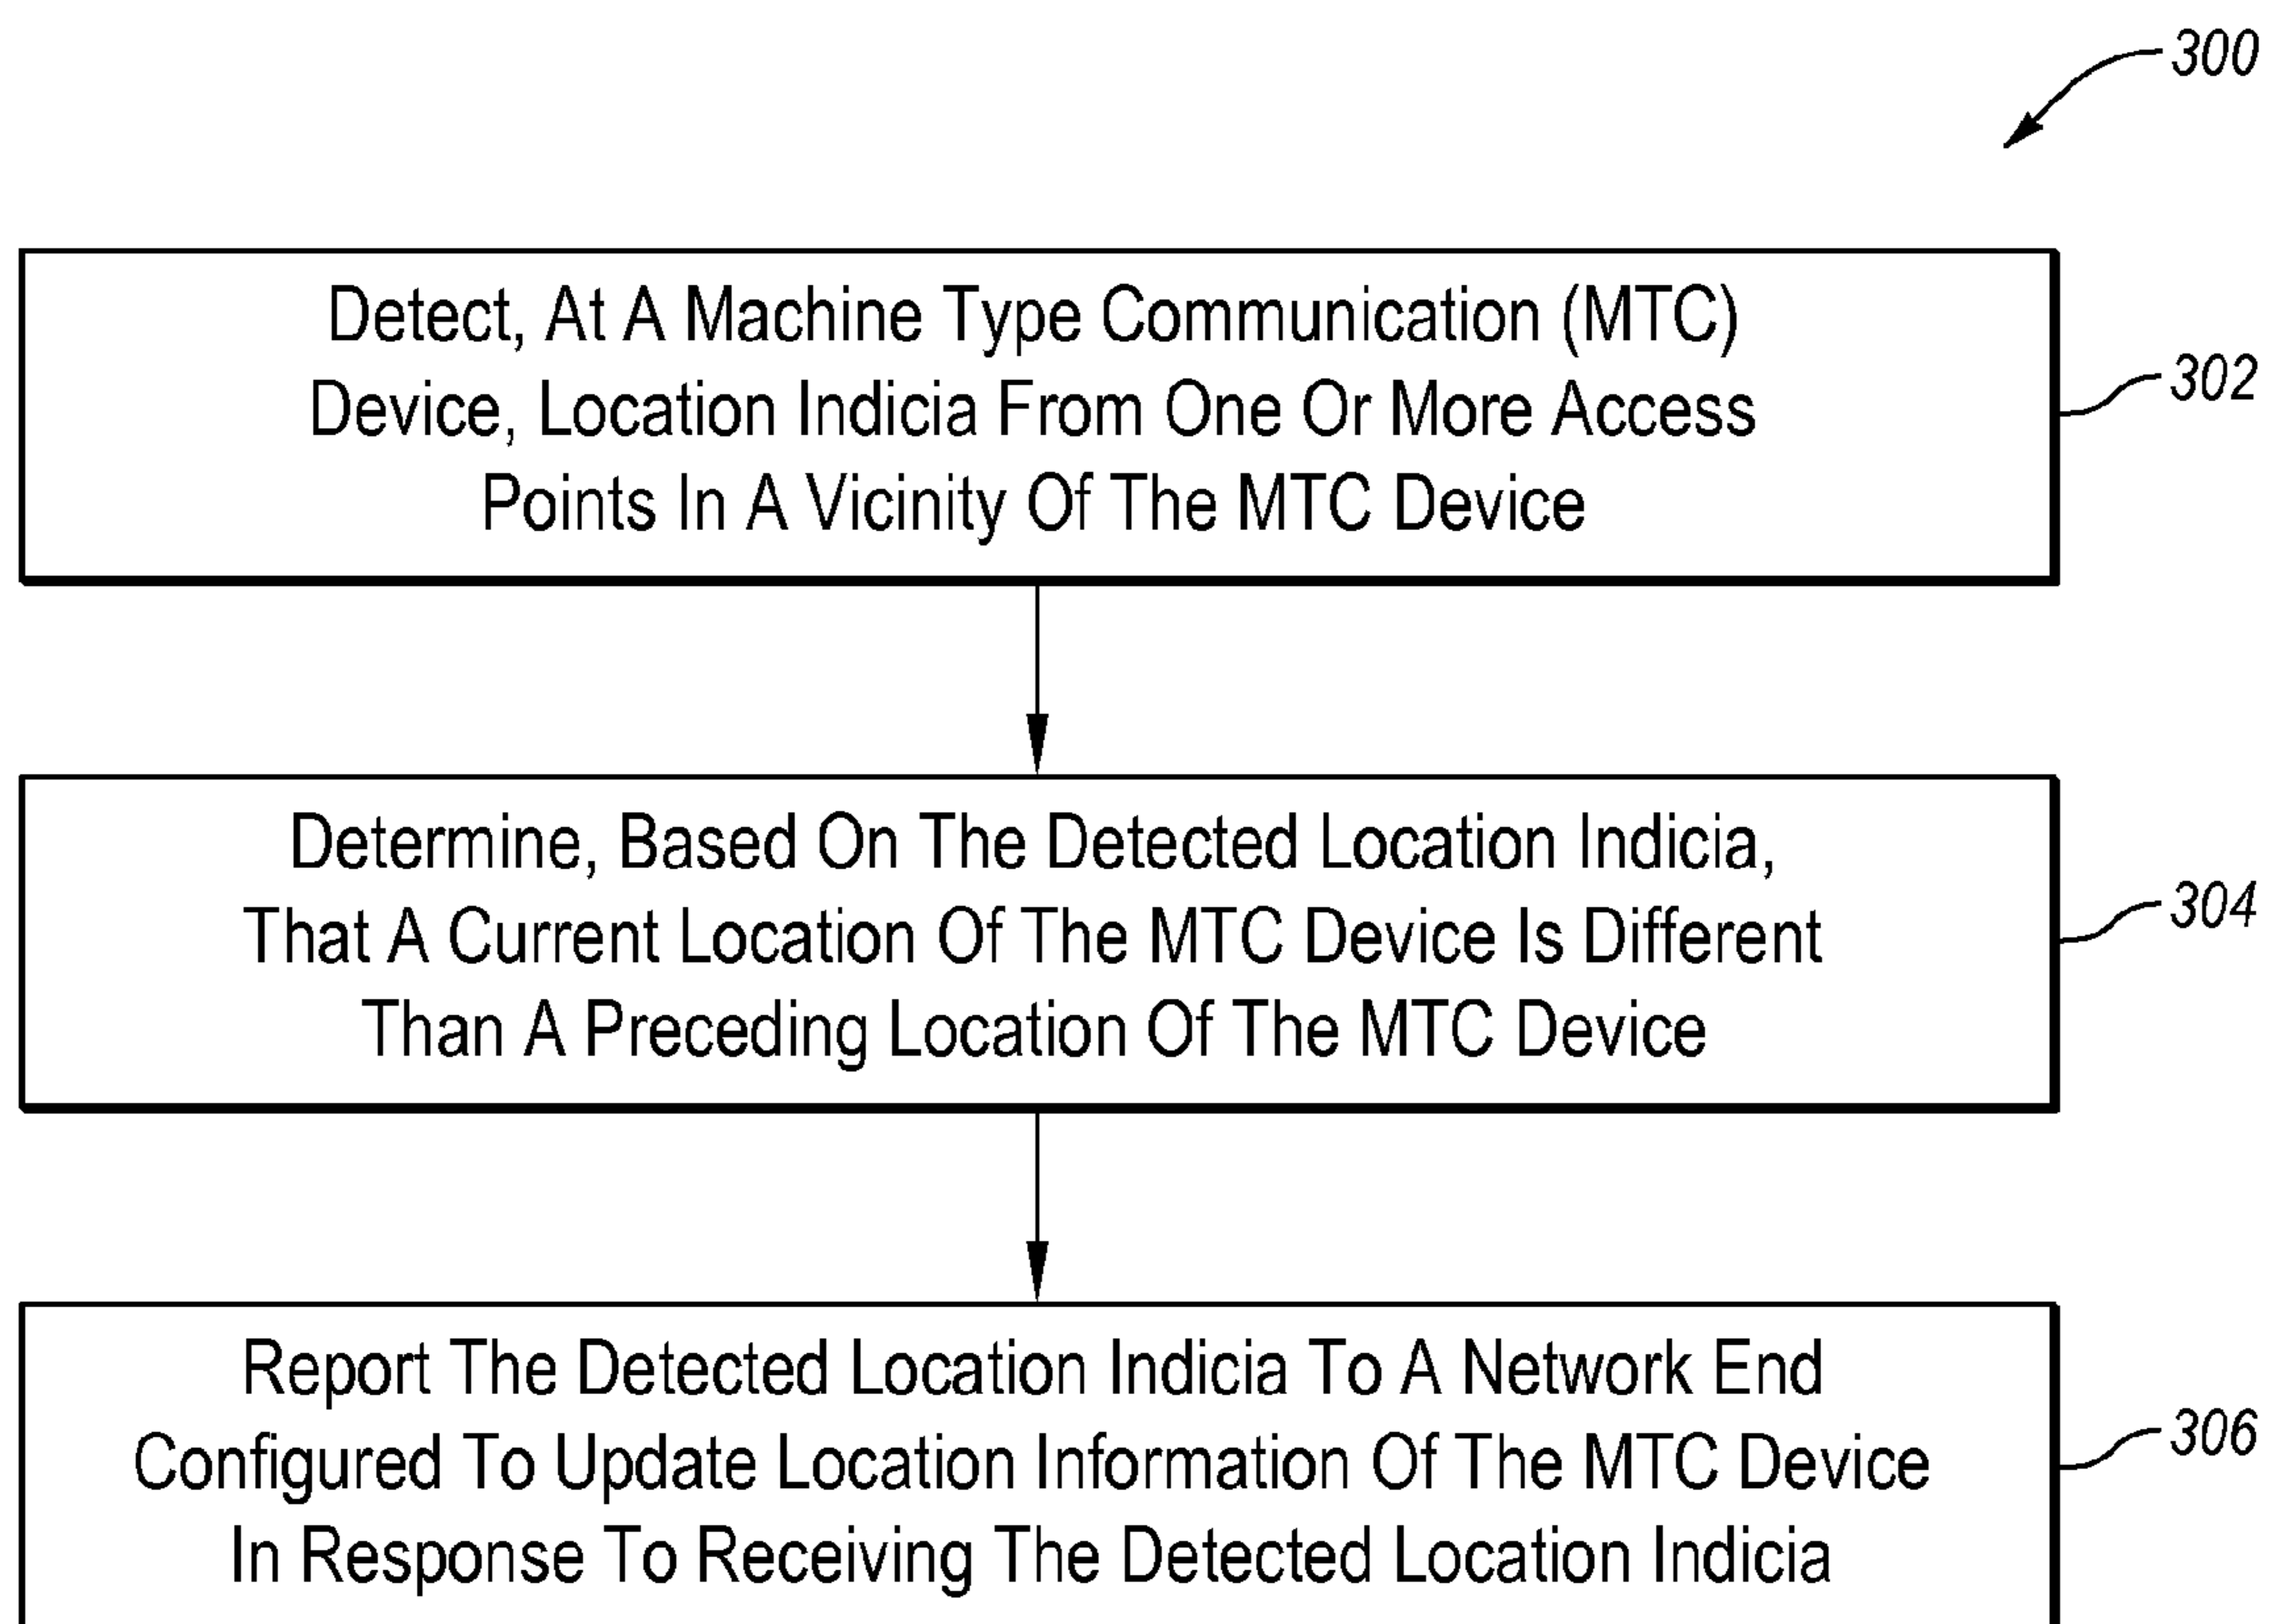 300
Detect, At A Machine Type Communication (MTC)
Device, Location Indicia From One Or More Access
Points In A Vicinity Of The MTC Device
302
Determine, Based On The Detected Location Indicia,
That A Current Location Of The MTC Device Is Different
Than A Preceding Location Of The MTC Device
304
Report The Detected Location Indicia To A Network End
Configured To Update Location Information Of The MTC Device
In Response To Receiving The Detected Location Indicia
306